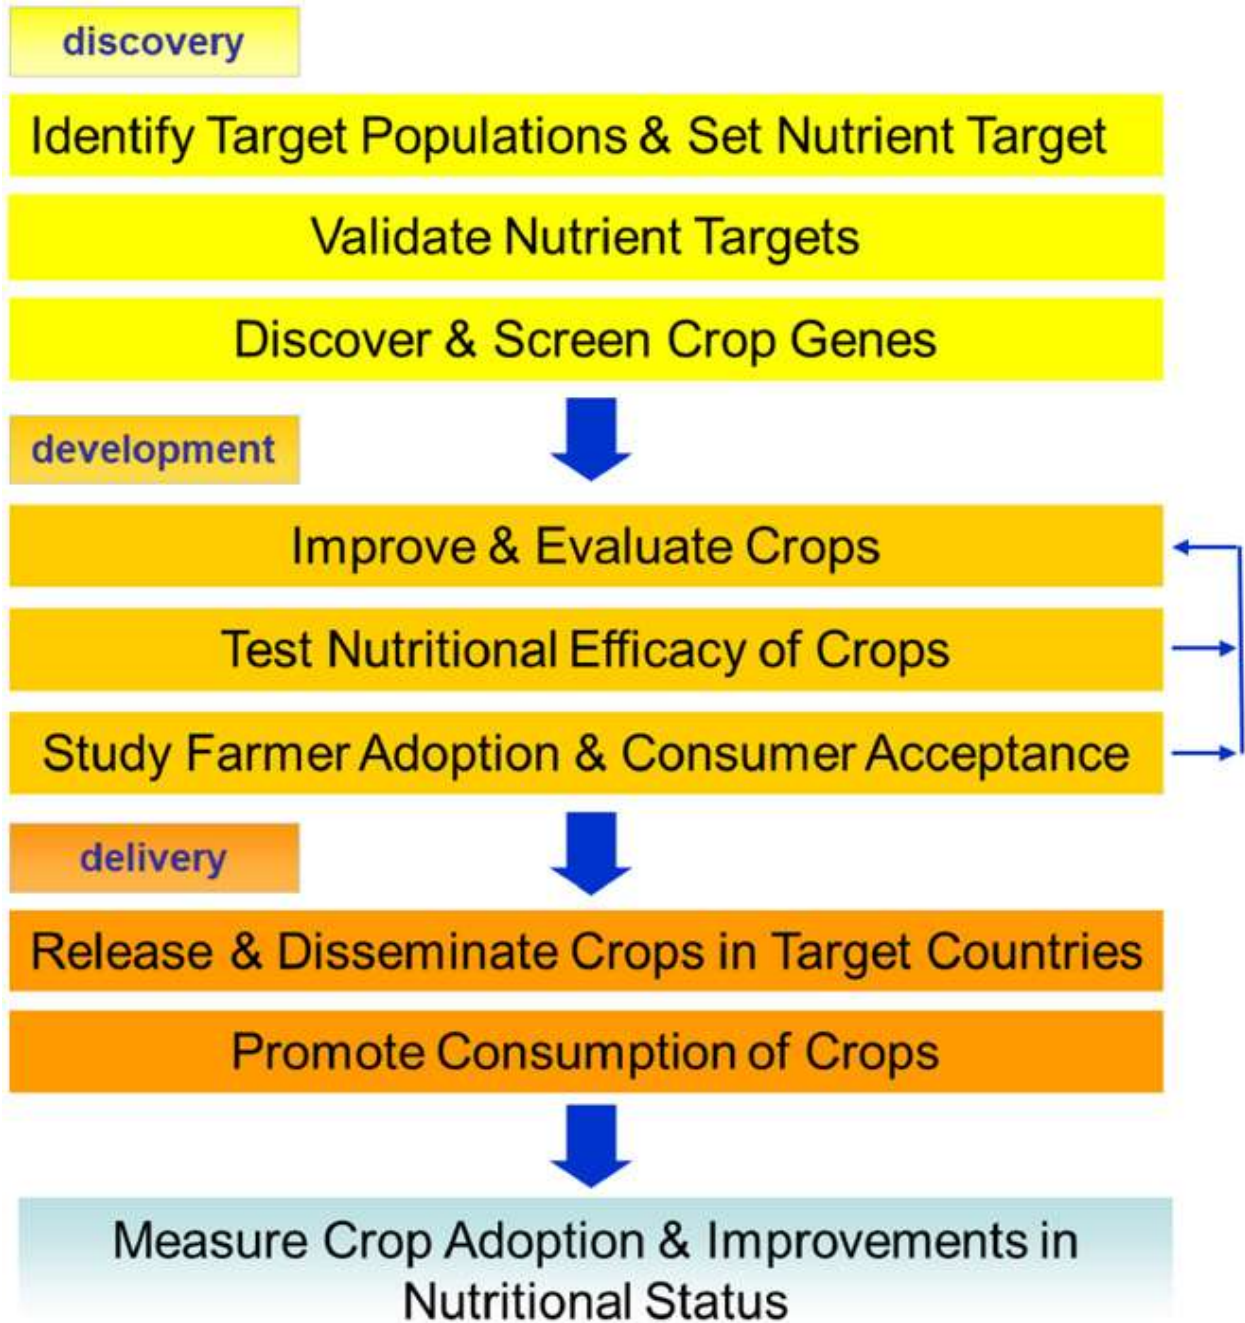 discovery
Identify Target Populations & Set Nutrient Target
Validate Nutrient Targets
Discover & Screen Crop Genes
development
Improve & Evaluate Crops
Test Nutritional Efficacy of Crops
Study Farmer Adoption & Consumer Acceptance
delivery
Release & Disseminate Crops in Target Countries
Promote Consumption of Crops
Measure Crop Adoption & Improvements in
Nutritional Status